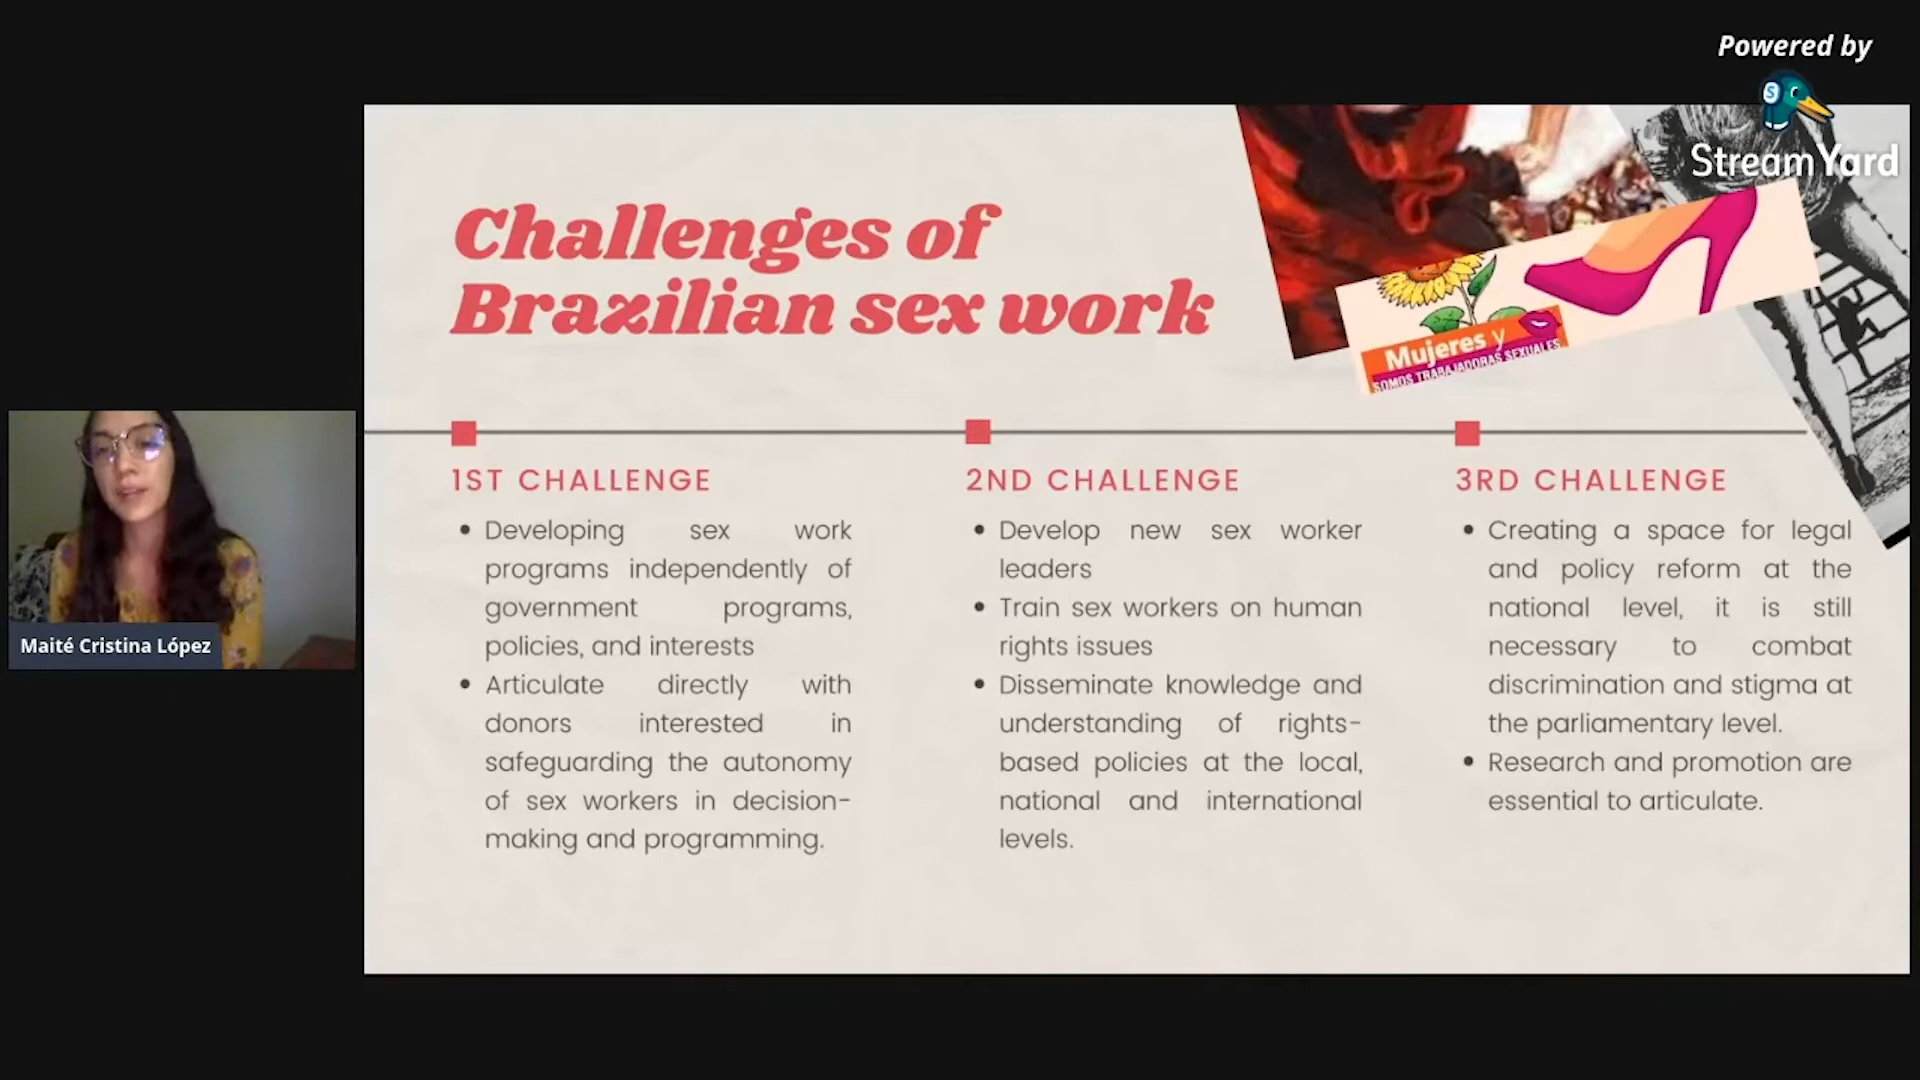 Powered by
StreamYard
Challenges of
Brazilian sex work
Mujeres y
SOMOS TRABAJADORAS SEXUALES
1ST CHALLENGE
Developing sex work
programs independently of
government programs,
policies, and interests
Articulate directly with
donors interested in
safeguarding the autonomy
of sex workers in decision-
making and programming.
2ND CHALLENGE
Develop new sex worker
leaders
Train sex workers on human
rights issues
Disseminate knowledge and
understanding of rights-
based policies at the local,
national and international
levels.
3RD CHALLENGE
Creating a space for legal
and policy reform at the
national level, it is still
necessary to combat
discrimination and stigma at
the parliamentary level.
Research and promotion are
essential to articulate.
Maité Cristina López